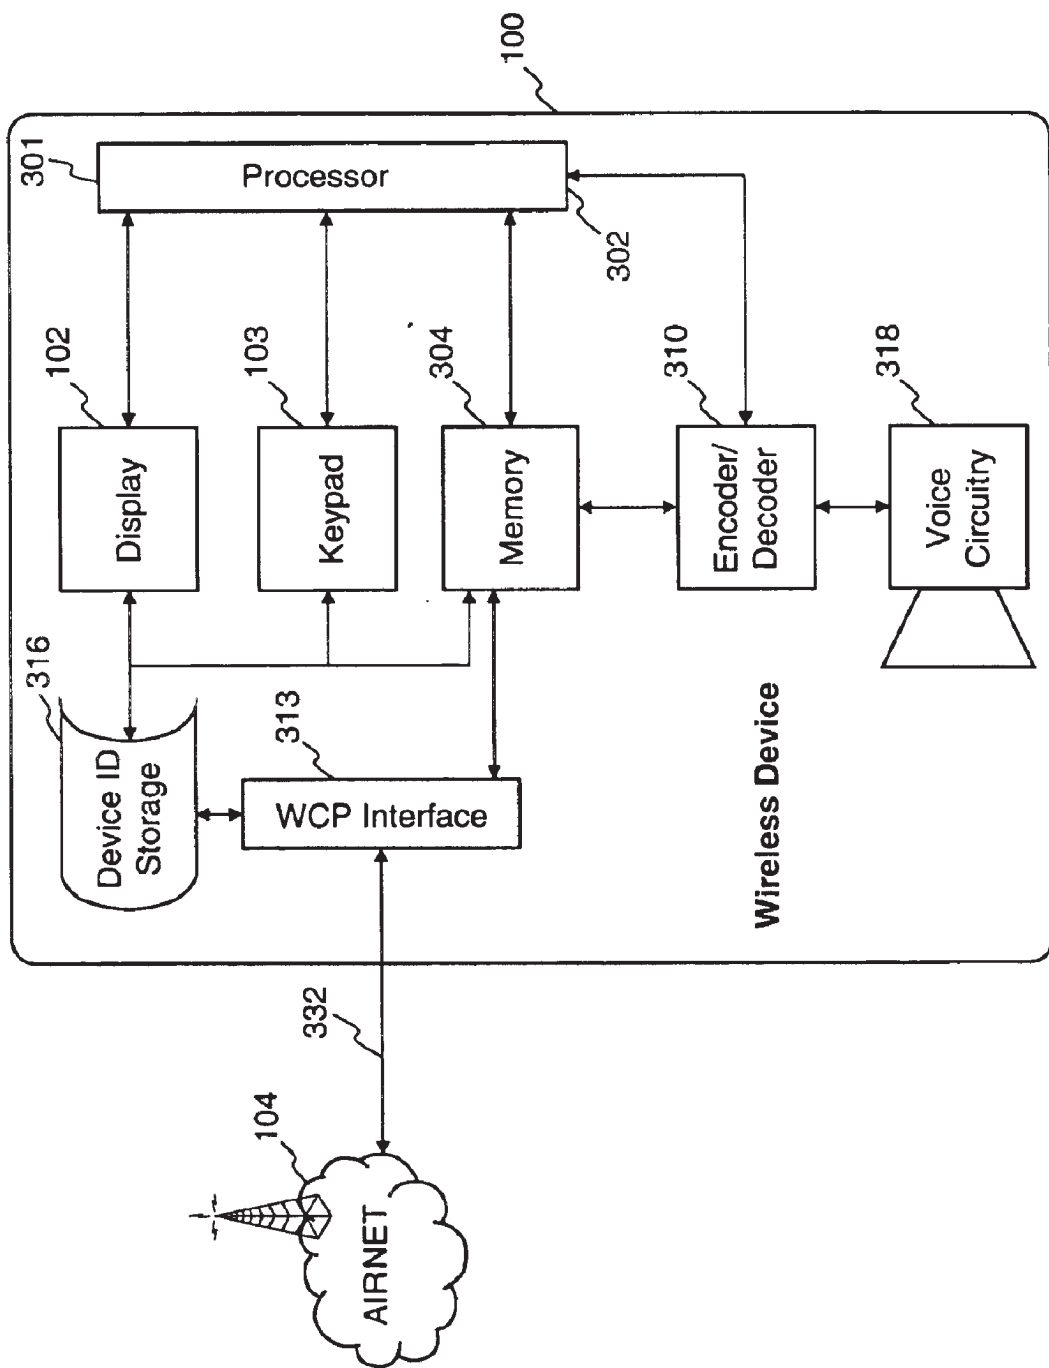 104
AIRNET
332
316
Device ID
Storage
313
WCP Interface
102
Display
103
Keypad
304
Memory
310
Encoder/
Decoder
318
Voice
Circuitry
301
Processor
302
100
Wireless Device